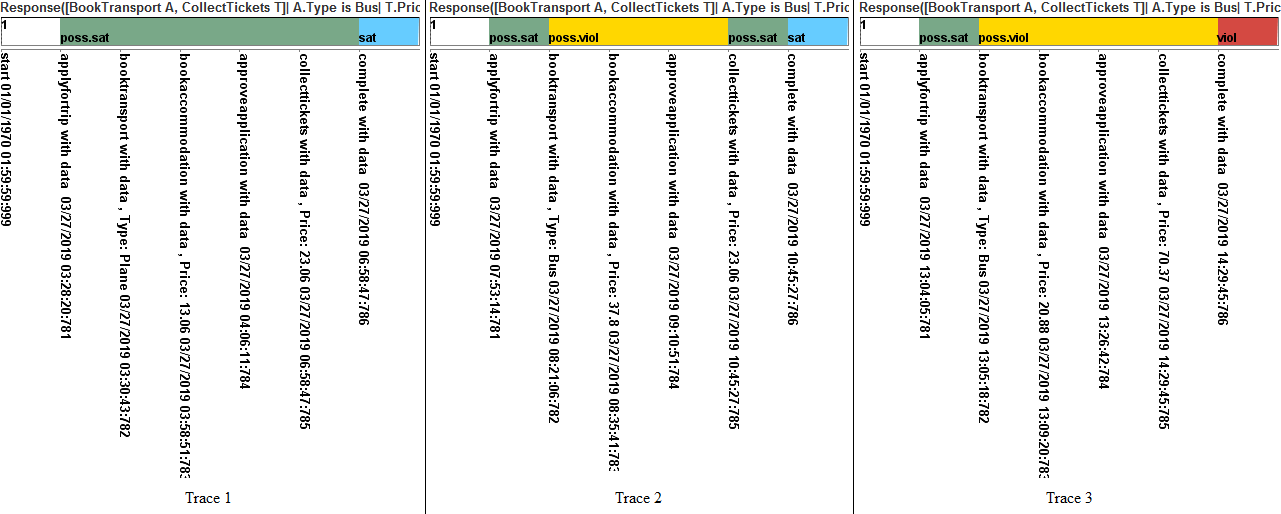 Response([BookTransport A, CollectTickets T]| A.Type is Bus| T.Pric
1
poss.sat
sat
start 01/01/1970 01:59:59:999
applyfortrip with data 03/27/2019 03:28:20:781
booktransport with data , Type: Plane 03/27/2019 03:30:43:782
bookaccommodation with data , Price: 13.06 03/27/2019 03:58:51:783
approveapplication with data 03/27/2019 04:06:11:784
collecttickets with data , Price: 23.06 03/27/2019 06:58:47:785
complete with data 03/27/2019 06:58:47:786
Trace 1
Response([BookTransport A, CollectTickets T]| A.Type is Bus| T.Pric
1
poss.sat
poss.viol
poss.sat
sat
start 01/01/1970 01:59:59:999
applyfortrip with data 03/27/2019 07:53:14:781
booktransport with data , Type: Bus 03/27/2019 08:21:06:782
bookaccommodation with data , Price: 37.8 03/27/2019 08:35:41:783
approveapplication with data 03/27/2019 09:10:51:784
collecttickets with data , Price: 23.06 03/27/2019 10:45:27:785
complete with data 03/27/2019 10:45:27:786
Trace 2
Response([BookTransport A, CollectTickets T]| A.Type is Bus| T.Pric
1
poss.sat
poss.viol
viol
start 01/01/1970 01:59:59:999
applyfortrip with data 03/27/2019 13:04:05:781
booktransport with data , Type: Bus 03/27/2019 13:05:18:782
bookaccommodation with data , Price: 20.88 03/27/2019 13:09:20:783
approveapplication with data 03/27/2019 13:26:42:784
collecttickets with data , Price: 70.37 03/27/2019 14:29:45:785
complete with data 03/27/2019 14:29:45:786
Trace 3